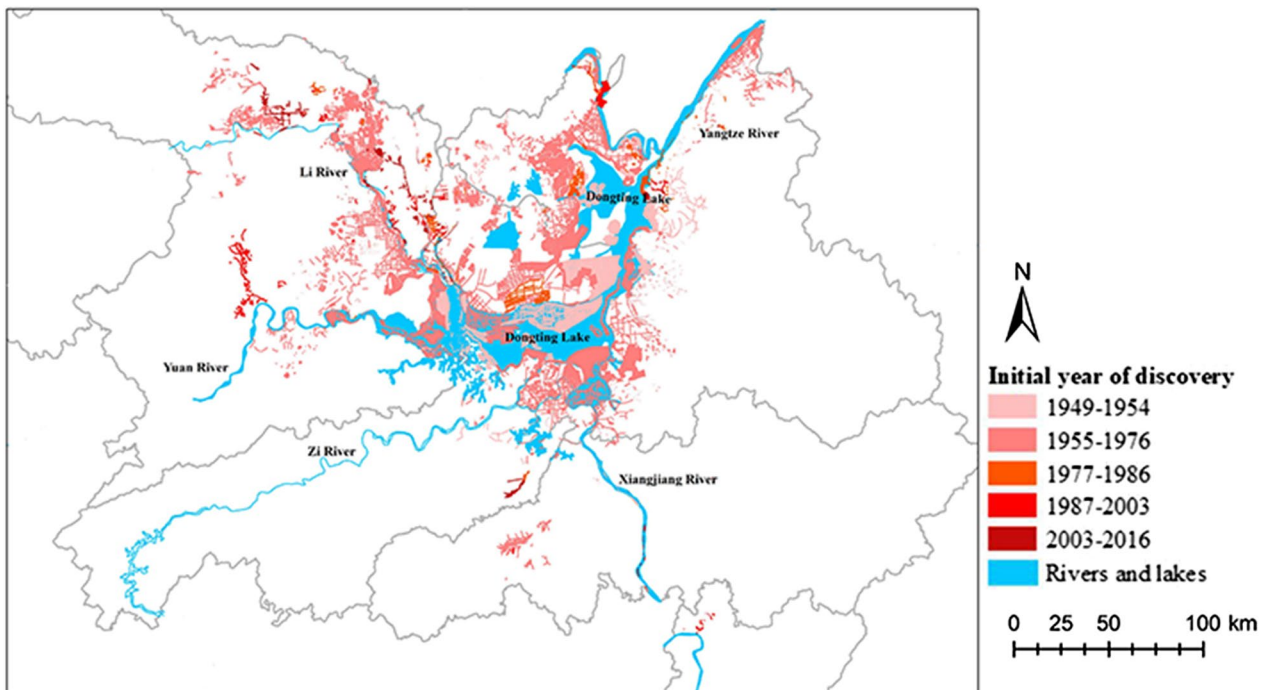 Yangtze River
Li River
Dongting Lake
Dongting Lake
Yuan River
Zi River
Xiangjiang River
N
Initial year of discovery
1949-1954
1955-1976
1977-1986
1987-2003
2003-2016
Rivers and lakes
0 25 50 100 km